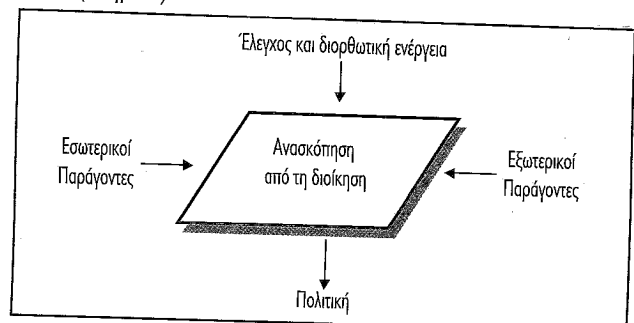 Έλεγχος και διορθωτική ενέργεια
Εσωτερικοί
Παράγοντες
Ανασκόπηση
από τη διοίκηση
Εξωτερικοί
Παράγοντες
Πολιτική